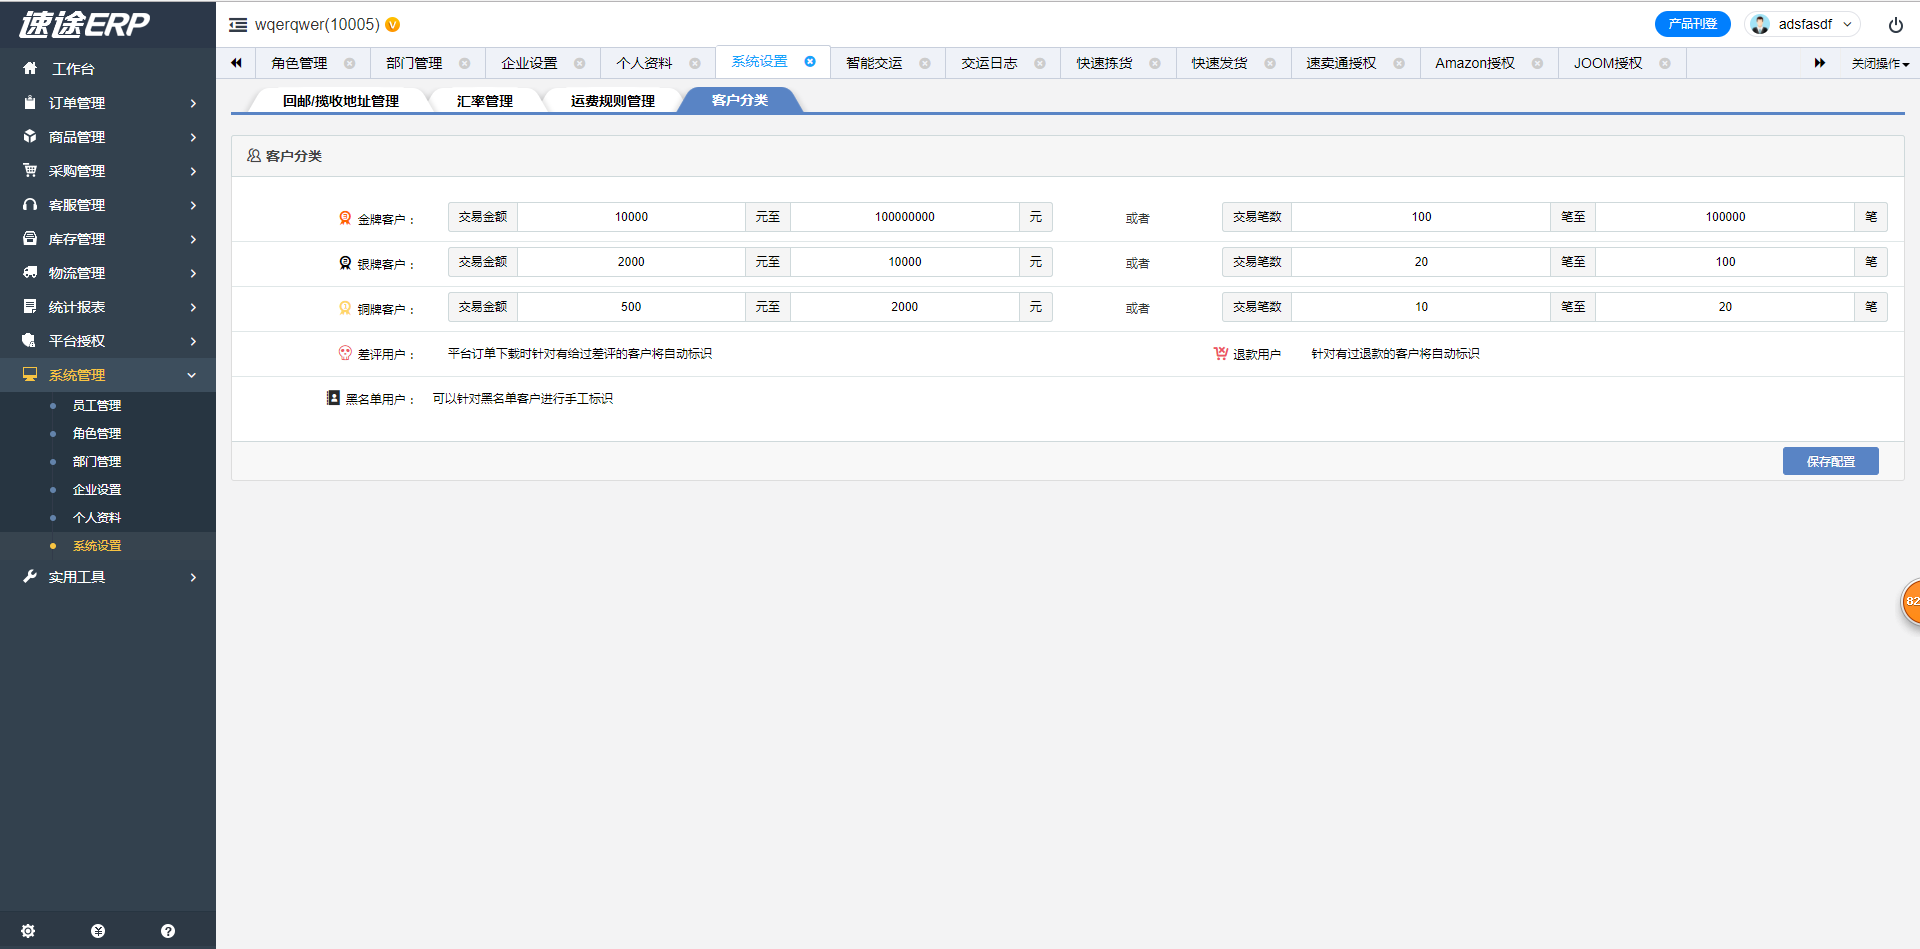 速途ERP
wqerqwer(10005) V
产品刊登
adsfasdf
工作台
订单管理
商品管理
采购管理
客服管理
库存管理
物流管理
统计报表
平台授权
系统管理
员工管理
角色管理
部门管理
企业设置
个人资料
系统设置
实用工具
角色管理 部门管理 企业设置 个人资料 系统设置 智能交运 交运日志 快速拣货 快速发货 速卖通授权 Amazon授权 JOOM授权 关闭操作
回邮/揽收地址管理 汇率管理 运费规则管理 客户分类
客户分类
金牌客户： 交易金额 10000 元至 100000000 元 或者 交易笔数 100 笔至 100000 笔
银牌客户： 交易金额 2000 元至 10000 元 或者 交易笔数 20 笔至 100 笔
铜牌客户： 交易金额 500 元至 2000 元 或者 交易笔数 10 笔至 20 笔
差评用户： 平台订单下载时针对有给过差评的客户将自动标识 退款用户 针对有过退款的客户将自动标识
黑名单用户： 可以针对黑名单客户进行手工标识
保存配置
82